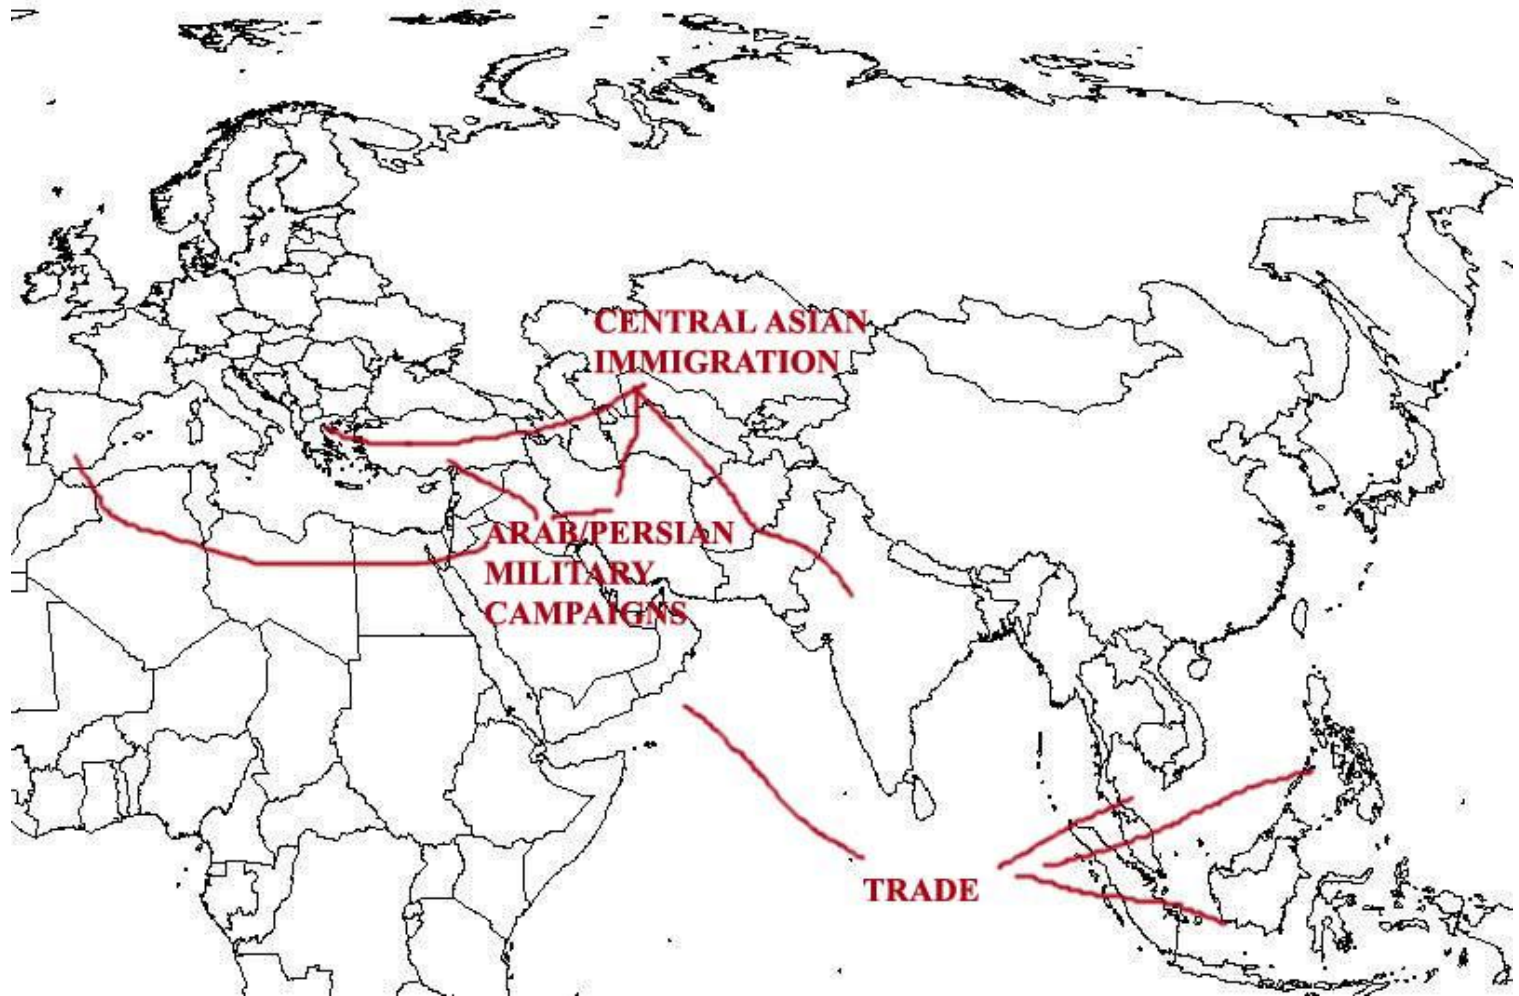 CENTRAL ASIAN
IMMIGRATION
ARAB/PERSIAN
MILITARY
CAMPAIGNS
TRADE